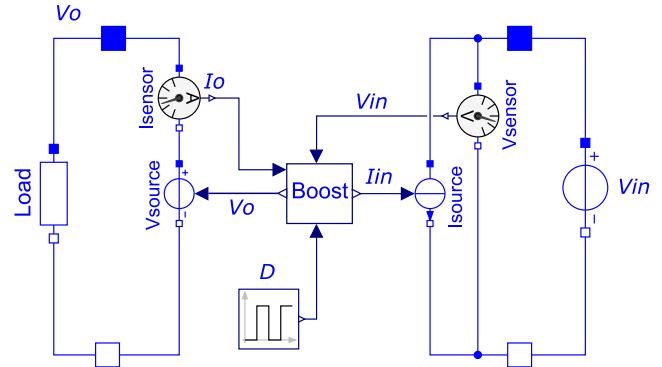 Vo
Isensor
A
Io
Vin
V
Vsensor
Load
Vsource
+
-
Vo
Boost
Iin
Isource
+
-
Vin
D